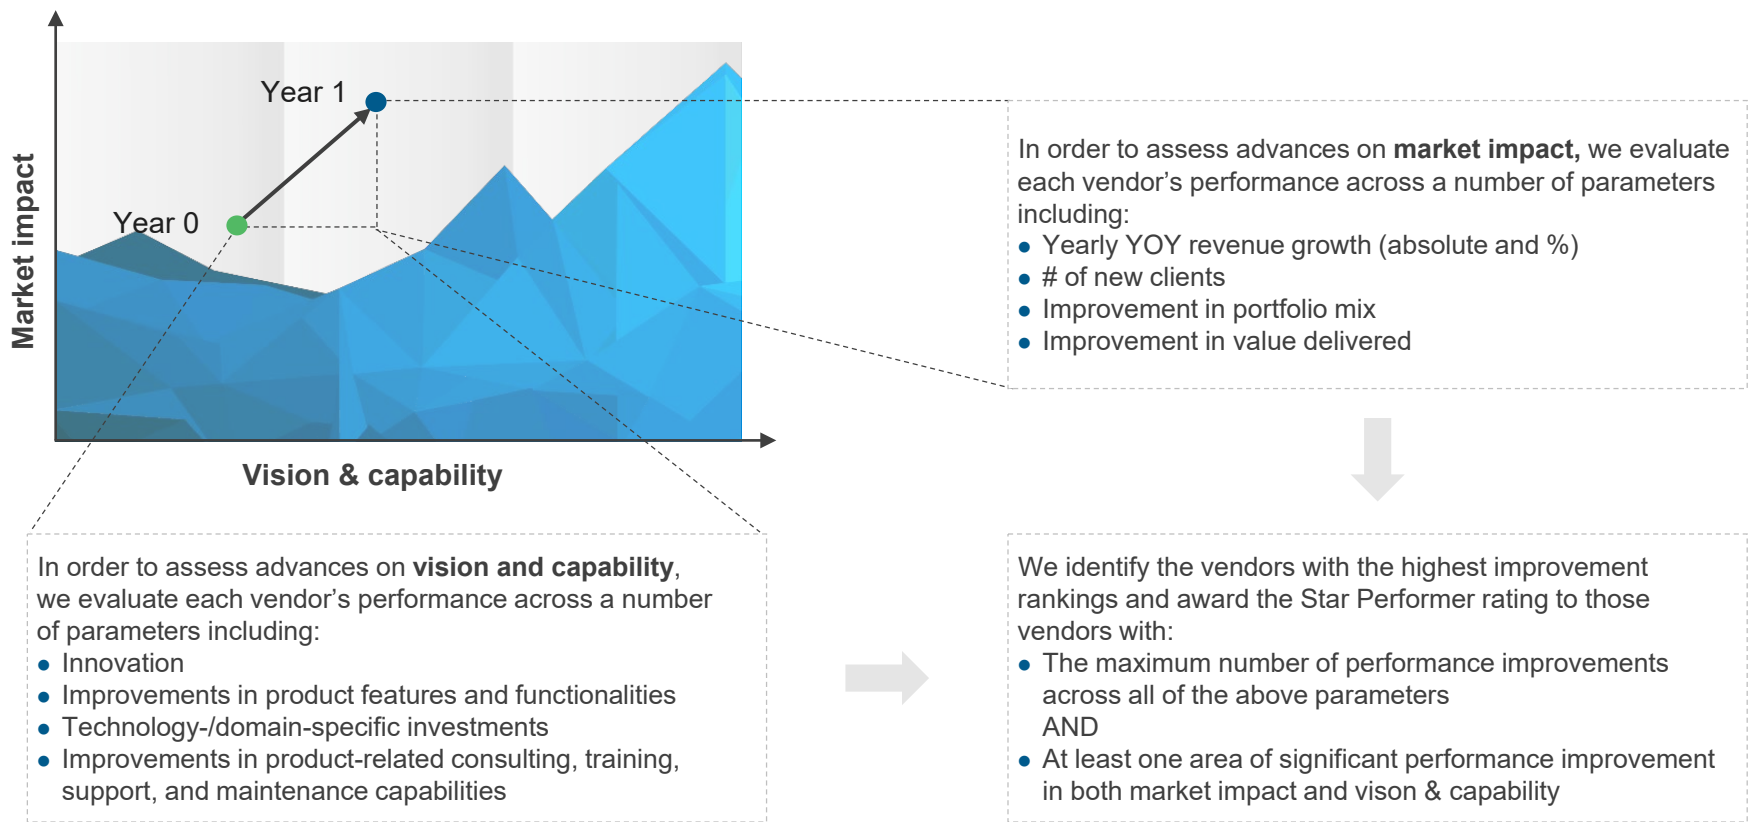 Year 1
Year 0
Market impact
Vision & capability
In order to assess advances on market impact, we evaluate
each vendor’s performance across a number of parameters
including:
● Yearly YOY revenue growth (absolute and %)
● # of new clients
● Improvement in portfolio mix
● Improvement in value delivered
In order to assess advances on vision and capability,
we evaluate each vendor’s performance across a number
of parameters including:
● Innovation
● Improvements in product features and functionalities
● Technology-/domain-specific investments
● Improvements in product-related consulting, training,
support, and maintenance capabilities
We identify the vendors with the highest improvement
rankings and award the Star Performer rating to those
vendors with:
● The maximum number of performance improvements
across all of the above parameters
AND
● At least one area of significant performance improvement
in both market impact and vison & capability